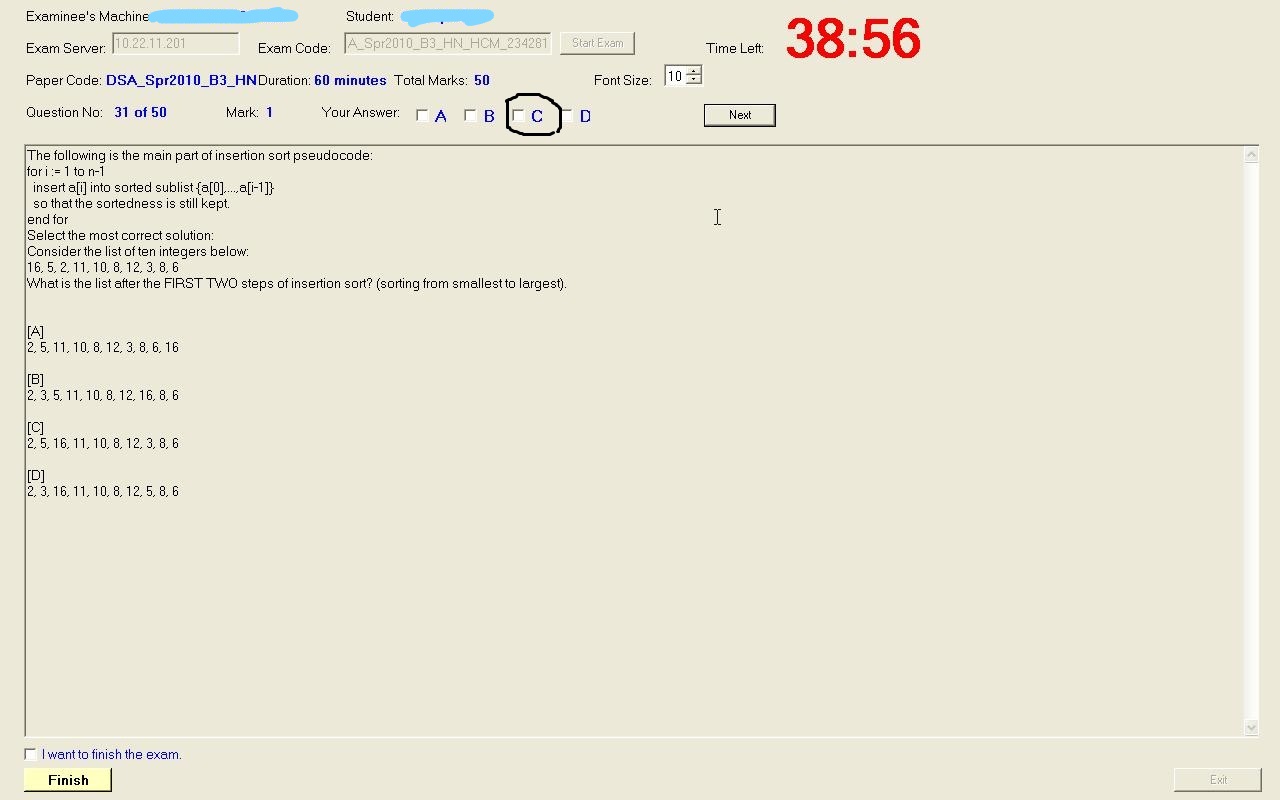 Examinee's Machine
Student:
Exam Server: 10.22.11.201 Exam Code: A_Spr2010_B3_HN_HCM_234281 Start Exam Time Left: 38:56
Paper Code: DSA_Spr2010_B3_HN Duration: 60 minutes Total Marks: 50 Font Size: 10
Question No: 31 of 50 Mark: 1 Your Answer: A B C D Next
The following is the main part of insertion sort pseudocode:
for i := 1 to n-1
insert a[i] into sorted sublist {a[0],...,a[i-1]}
so that the sortedness is still kept.
end for
Select the most correct solution:
Consider the list of ten integers below:
16, 5, 2, 11, 10, 8, 12, 3, 8, 6
What is the list after the FIRST TWO steps of insertion sort? (sorting from smallest to largest).
[A]
2, 5, 11, 10, 8, 12, 3, 8, 6, 16
[B]
2, 3, 5, 11, 10, 8, 12, 16, 8, 6
[C]
2, 5, 16, 11, 10, 8, 12, 3, 8, 6
[D]
2, 3, 16, 11, 10, 8, 12, 5, 8, 6
I want to finish the exam.
Finish Exit